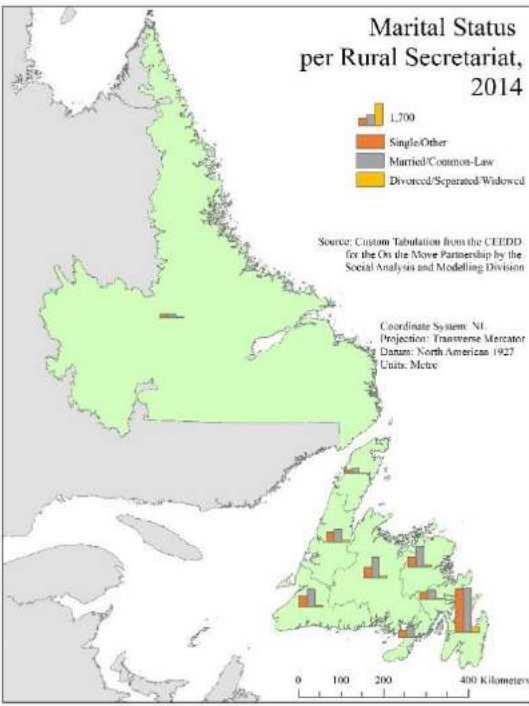 Marital Status
per Rural Secretariat,
2014
1,700
Single/Other
Married/Common-Law
Divorced/Separated/Widowed
Source: Custom Tabulation from the CEEDD
for the On the Move Partnership by the
Social Analysis and Modelling Division
Coordinate System: NL
Projection: Transverse Mercator
Datum: North American 1927
Units: Metre
0 100 200 400 Kilometers